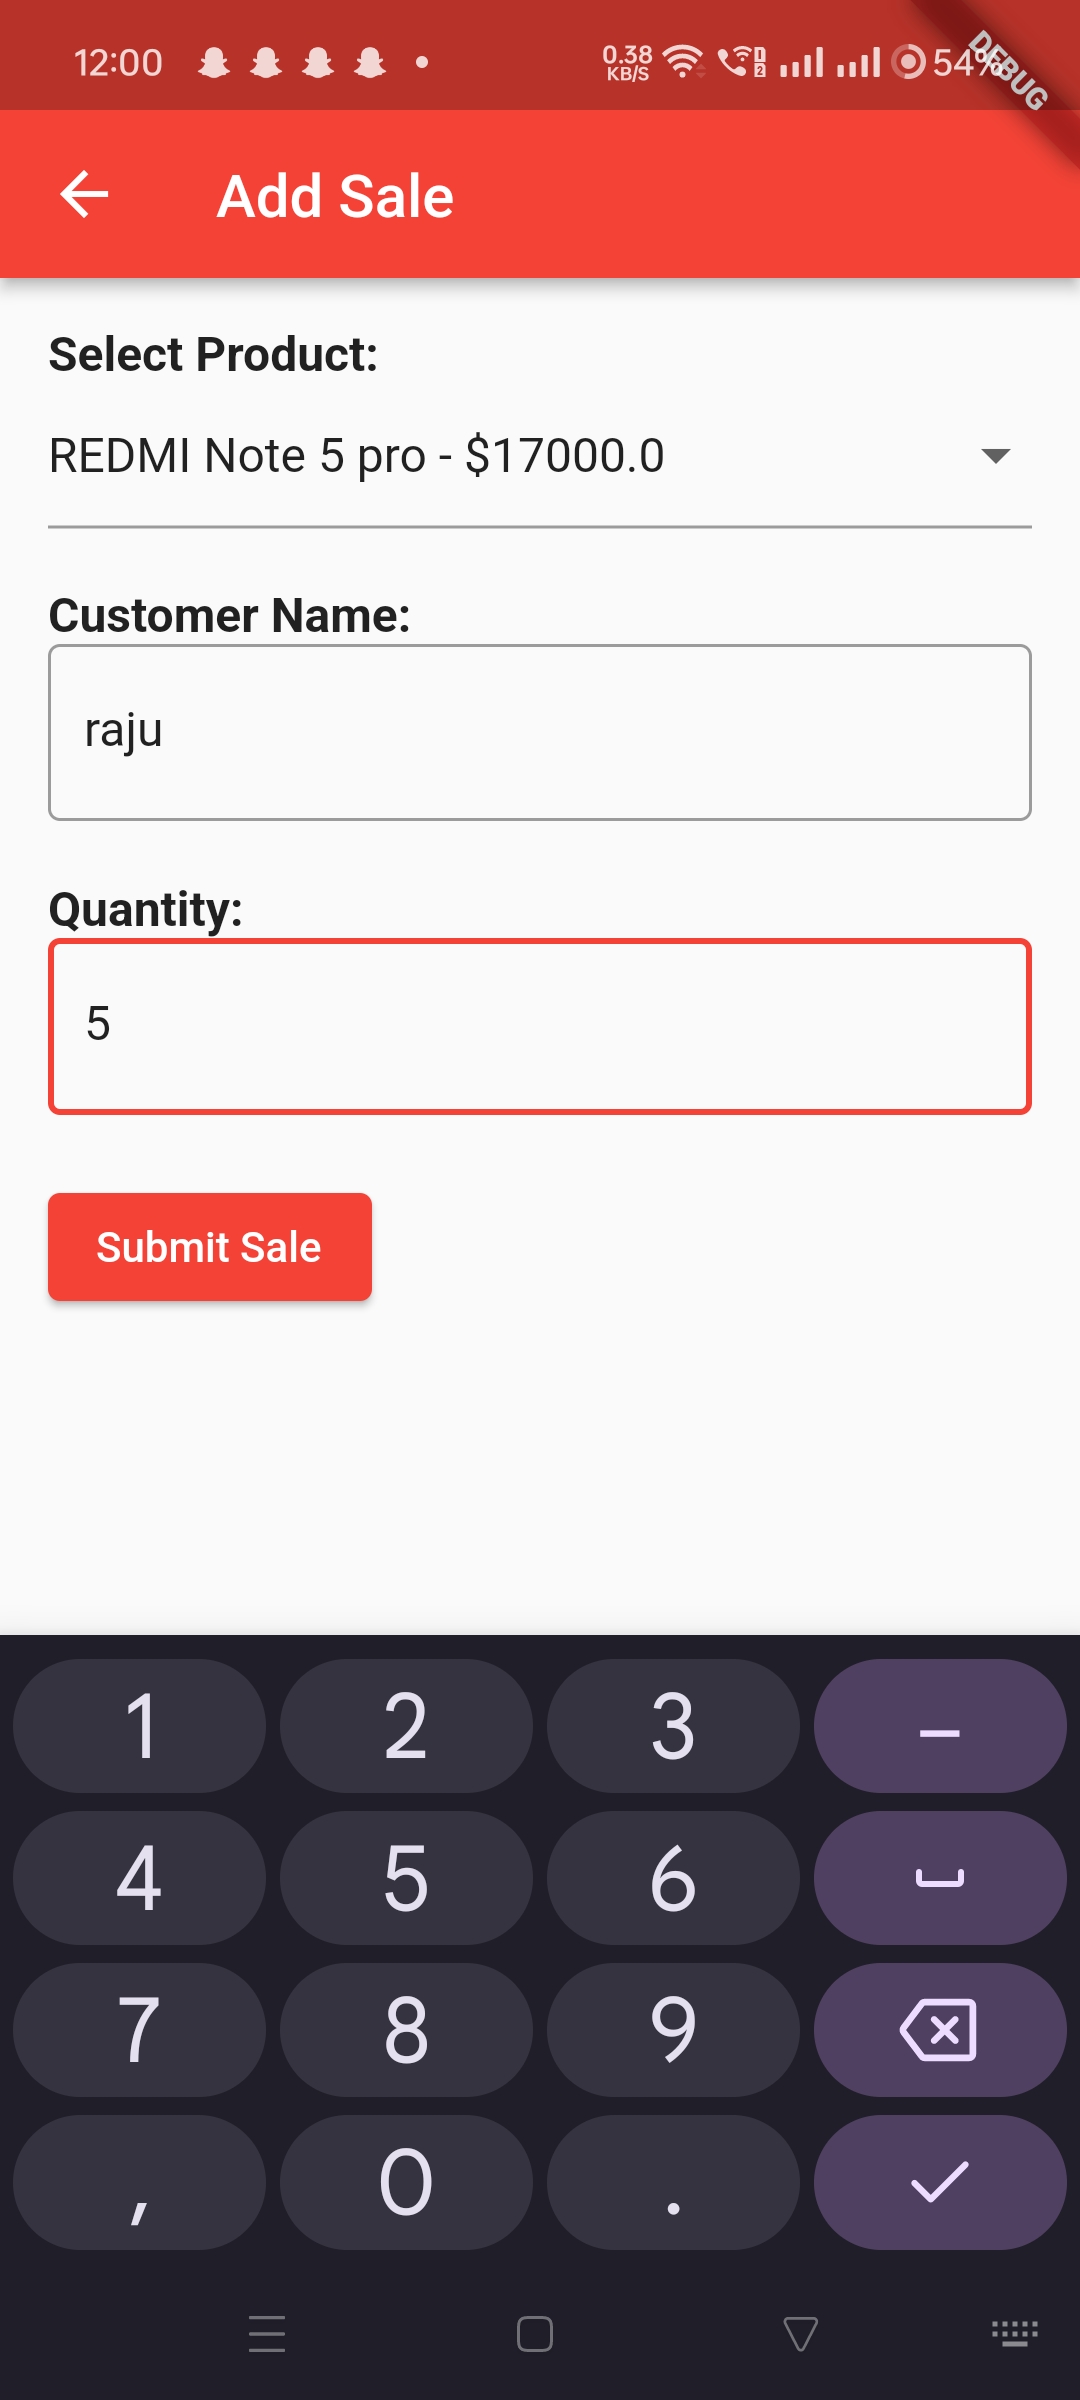 12:00 0.38 KB/S 54%
DEBUG
Add Sale
Select Product:
REDMI Note 5 pro - $17000.0
Customer Name:
raju
Quantity:
5
Submit Sale
1 2 3 –
4 5 6
7 8 9
, 0 .